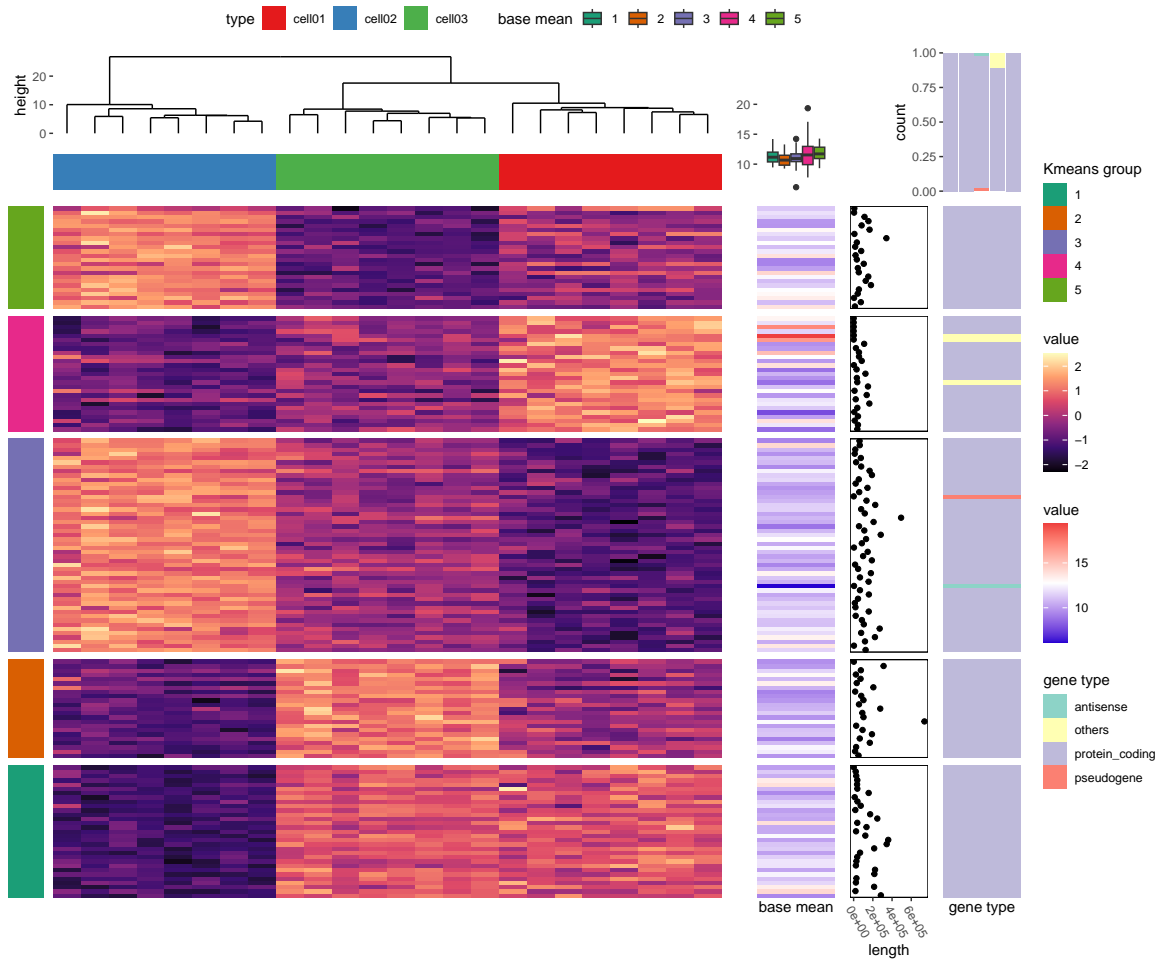 type cell01 cell02 cell03 base mean 1 2 3 4 5
height
20
10
0
20
15
10
count
1.00
0.75
0.50
0.25
0.00
Kmeans group
1
2
3
4
5
value
2
1
0
−1
−2
value
15
10
gene type
antisense
others
protein_coding
pseudogene
base mean
0e+00
2e+05
4e+05
6e+05
length
gene type